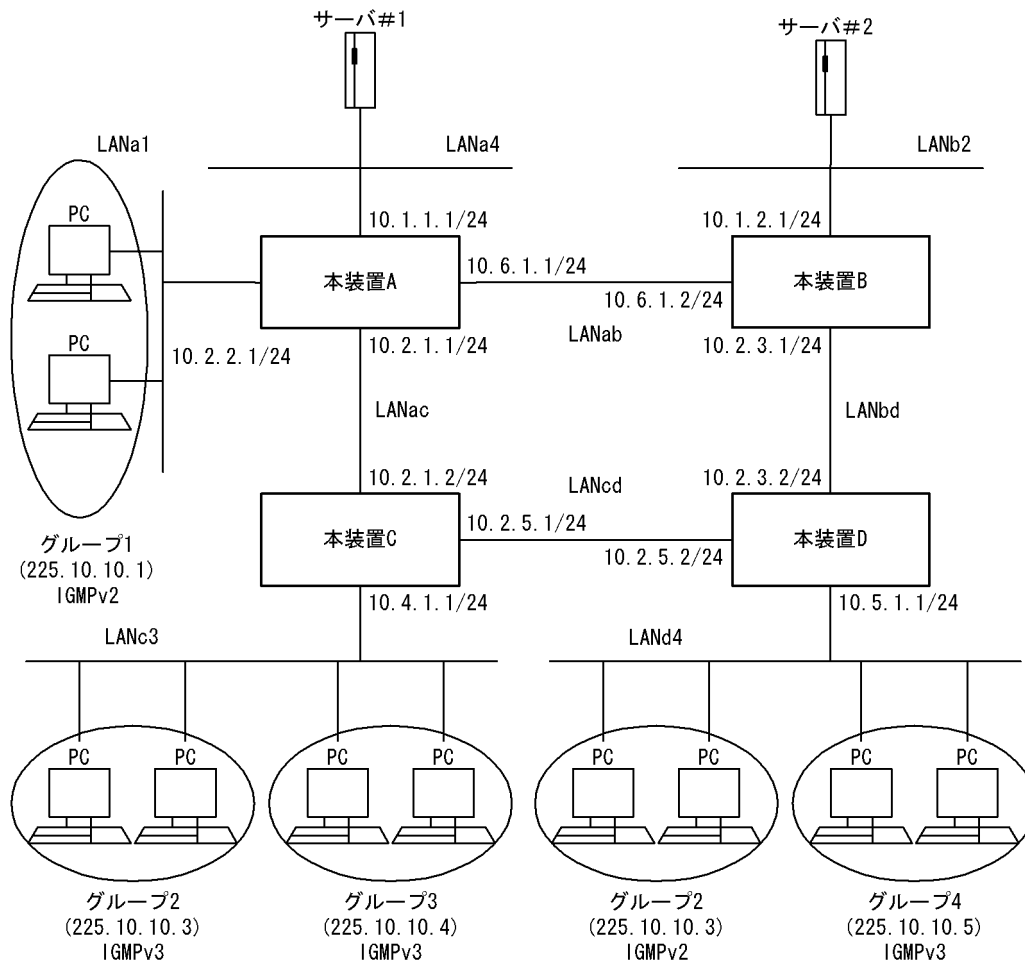 サーバ#1
サーバ#2
LANa1
LANa4
LANb2
PC
10.1.1.1/24
10.1.2.1/24
本装置A
10.6.1.1/24
本装置B
10.6.1.2/24
PC
10.2.2.1/24
10.2.1.1/24
LANab
10.2.3.1/24
LANac
LANbd
10.2.1.2/24
LANcd
10.2.3.2/24
グループ1
(225.10.10.1)
IGMPv2
本装置C
10.2.5.1/24
本装置D
10.2.5.2/24
10.4.1.1/24
10.5.1.1/24
LANc3
LANd4
PC
PC
PC
PC
PC
PC
PC
PC
グループ2
(225.10.10.3)
IGMPv3
グループ3
(225.10.10.4)
IGMPv3
グループ2
(225.10.10.3)
IGMPv2
グループ4
(225.10.10.5)
IGMPv3